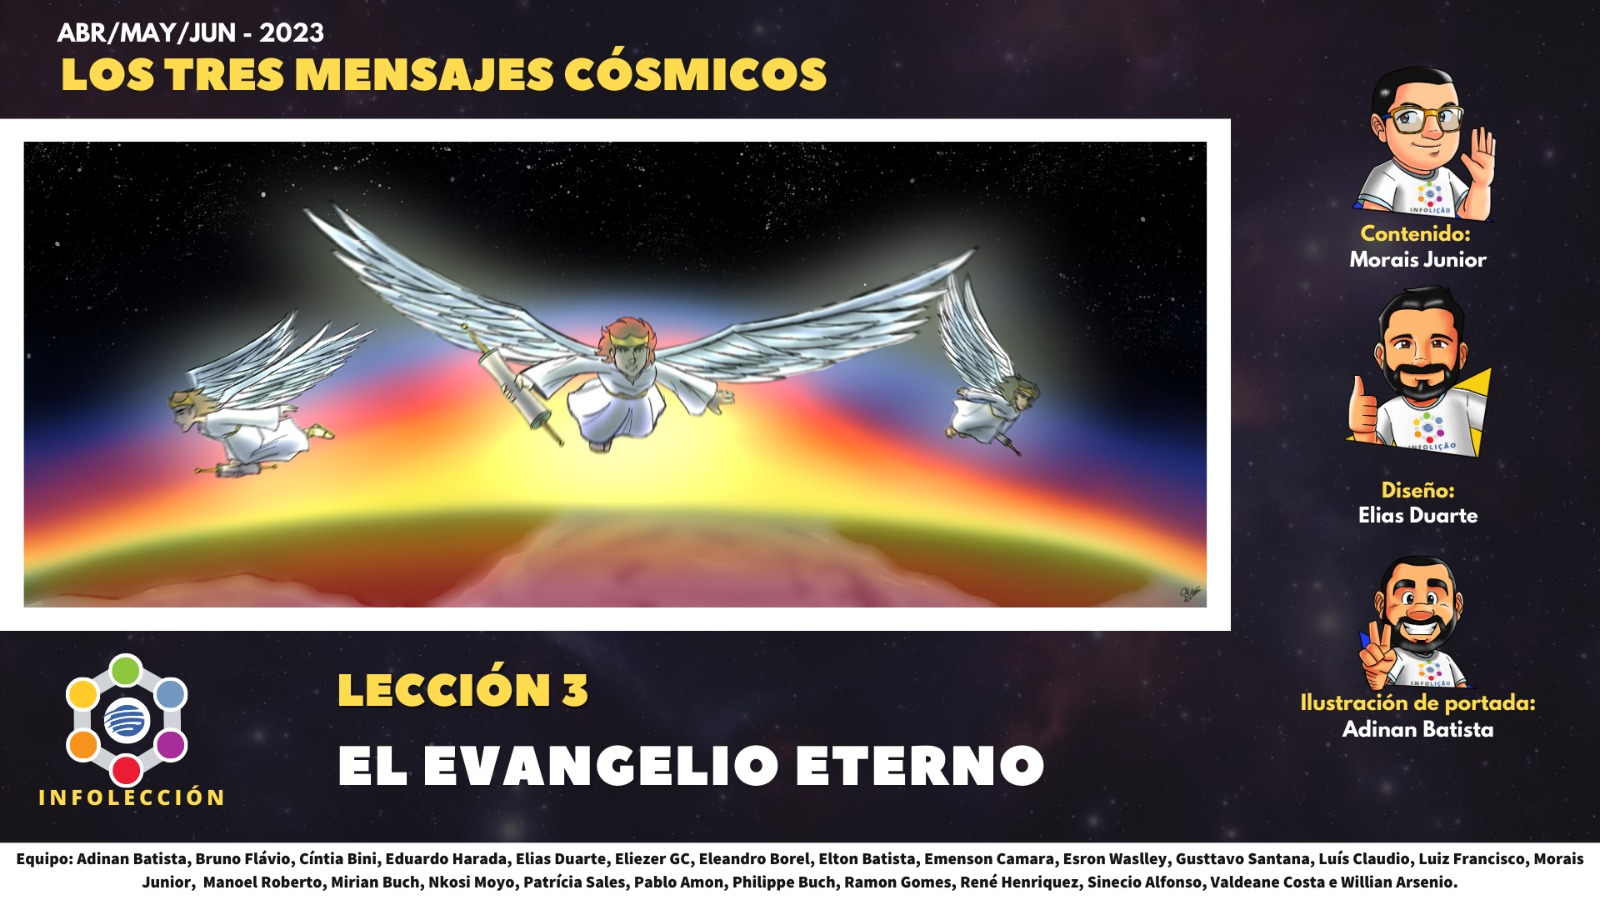 ABR/MAY/JUN - 2023
LOS TRES MENSAJES CÓSMICOS
INFOLIÇÃO
Contenido:
Morais Junior
INFOLIÇÃO
Diseño:
Elias Duarte
INFOLIÇÃO
Ilustración de portada:
Adinan Batista
LECCIÓN 3
EL EVANGELIO ETERNO
INFOLECCIÓN
Equipo: Adinan Batista, Bruno Flávio, Cíntia Bini, Eduardo Harada, Elias Duarte, Eliezer GC, Eleandro Borel, Elton Batista, Emenson Camara, Esron Waslley, Gusttavo Santana, Luís Claudio, Luiz Francisco, Morais
Junior, Manoel Roberto, Mirian Buch, Nkosi Moyo, Patrícia Sales, Pablo Amon, Philippe Buch, Ramon Gomes, René Henriquez, Sinecio Alfonso, Valdeane Costa e Willian Arsenio.